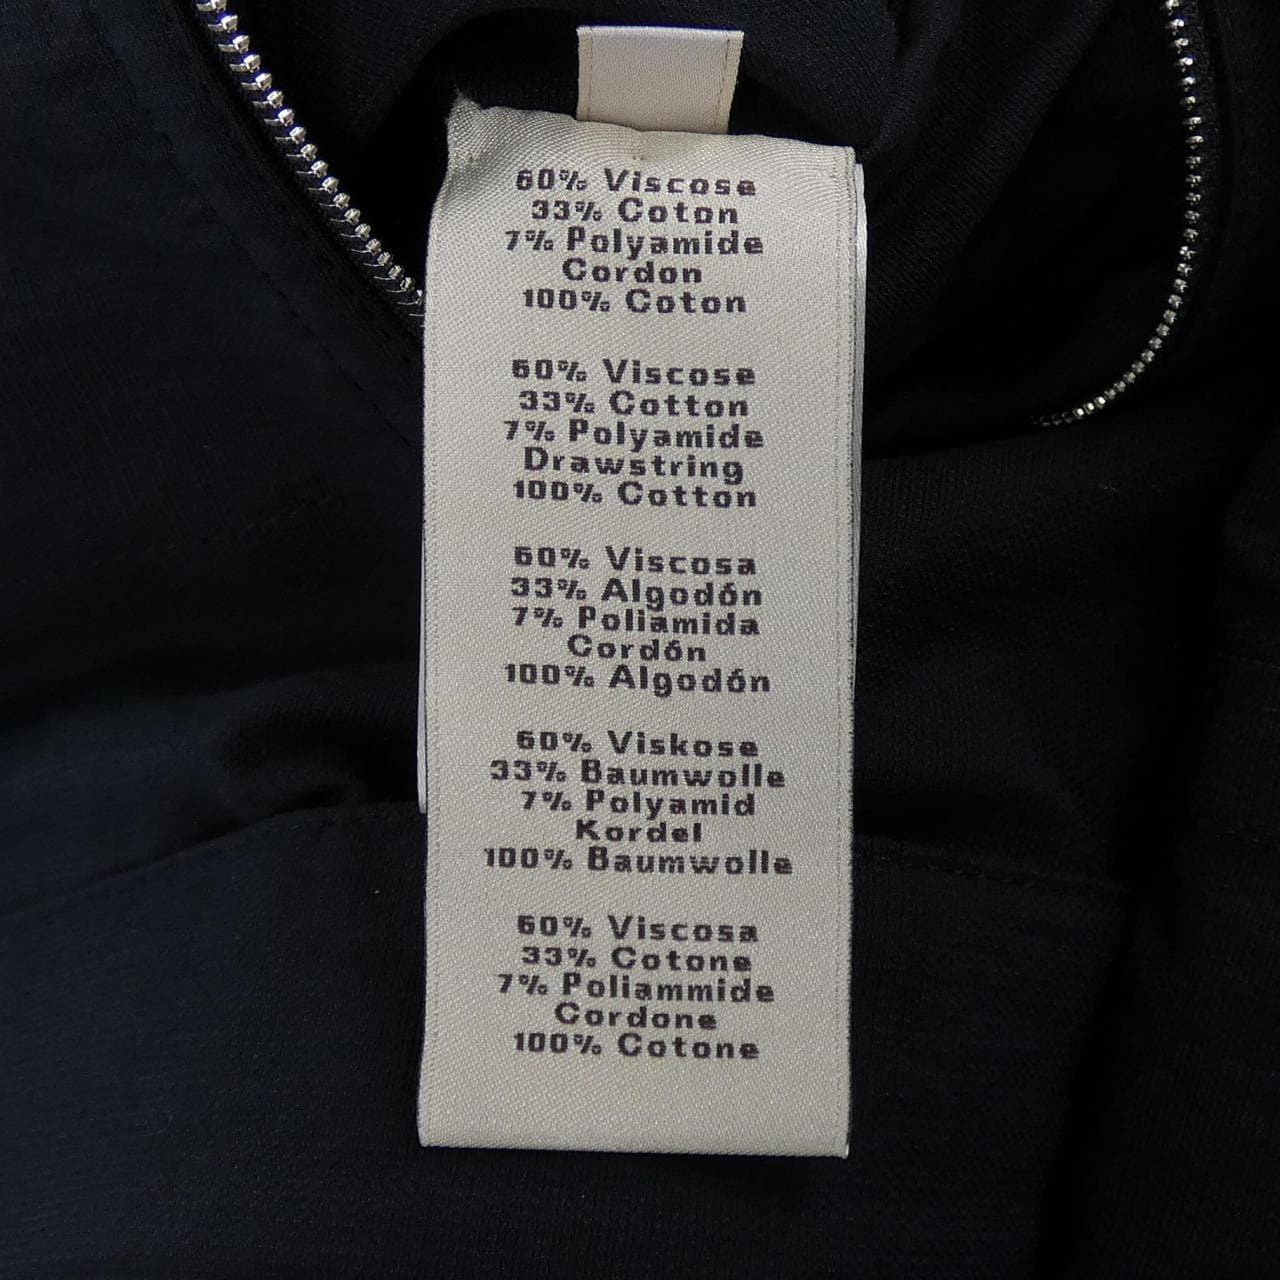 60% Viscose
33% Coton
7% Polyamide
Cordon
100% Coton
60% Viscose
33% Cotton
7% Polyamide
Drawstring
100% Cotton
60% Viscosa
33% Algodón
7% Poliamida
Cordón
100% Algodón
60% Viskose
33% Baumwolle
7% Polyamid
Kordel
100% Baumwolle
60% Viscosa
33% Cotone
7% Poliammide
Cordone
100% Cotone